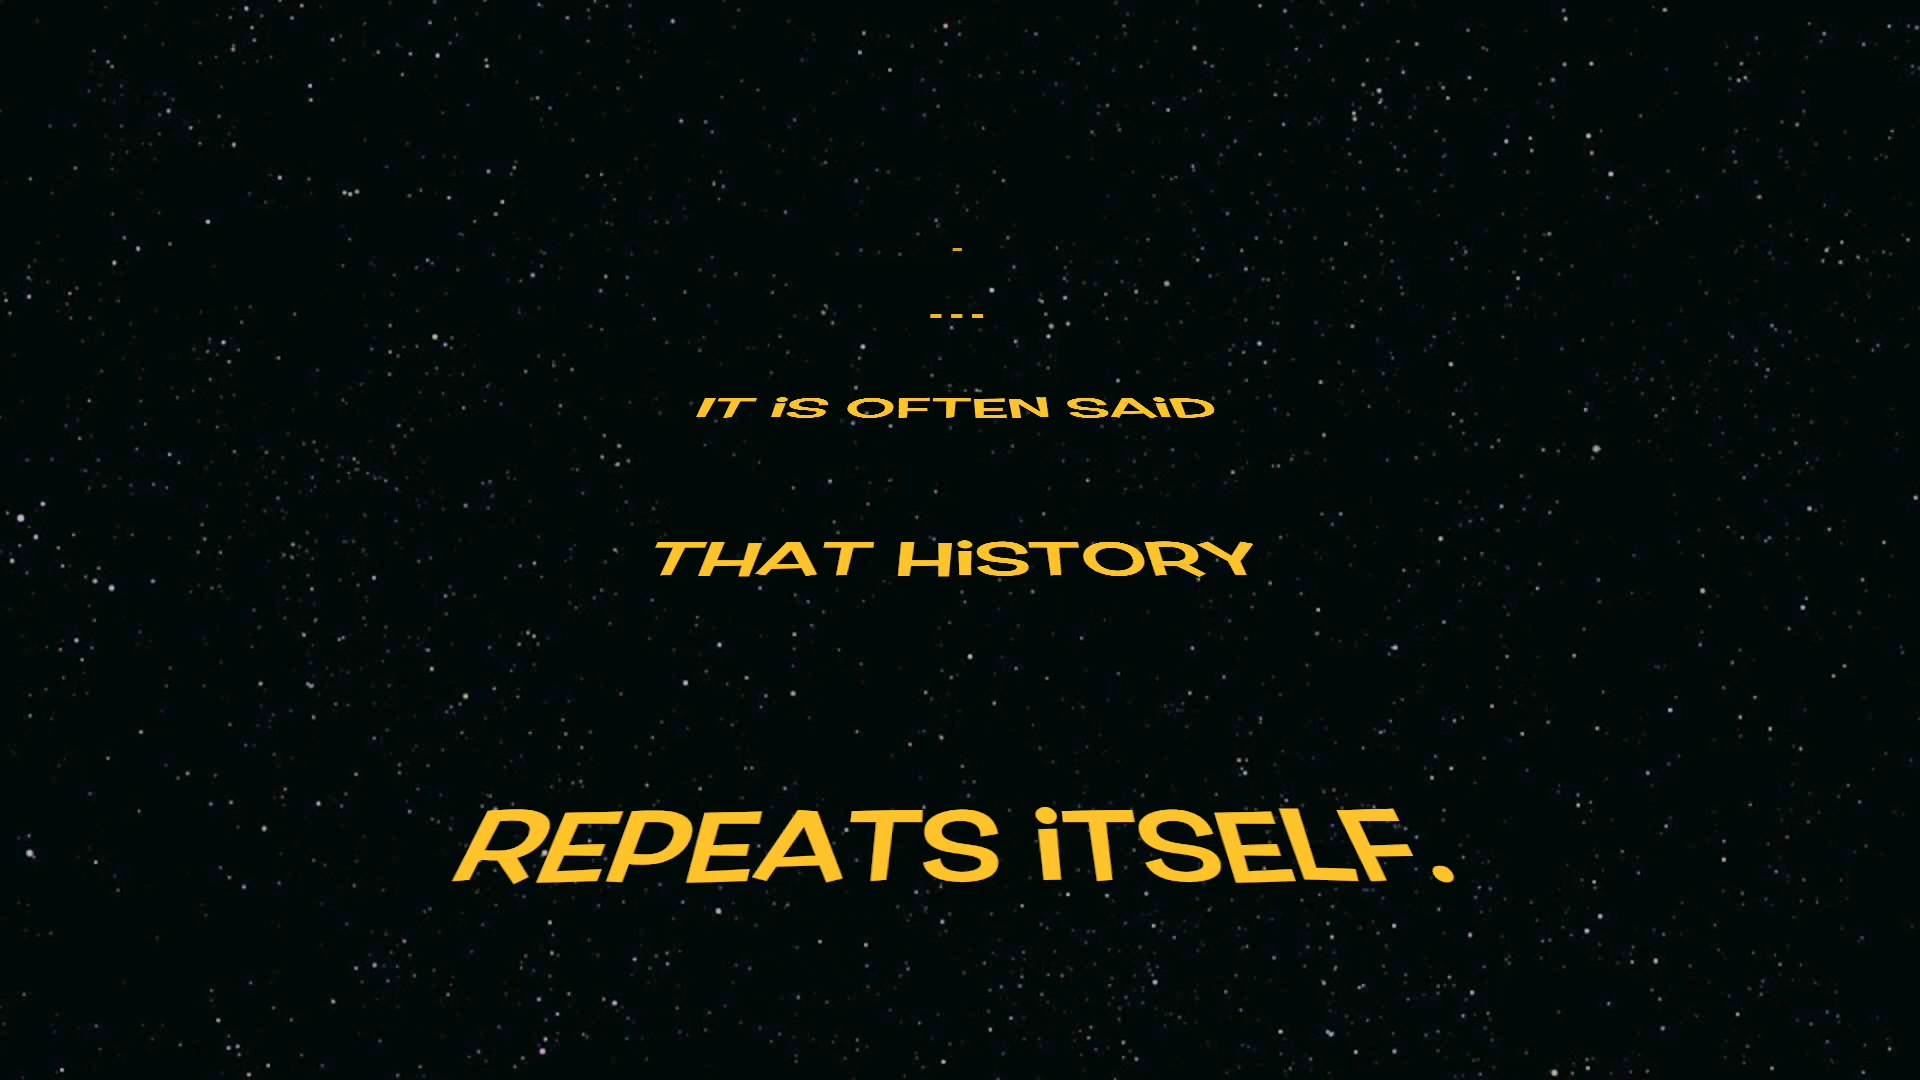 -
---
IT iS OFTEN SAiD
THAT HiSTORY
REPEATS iTSELF.